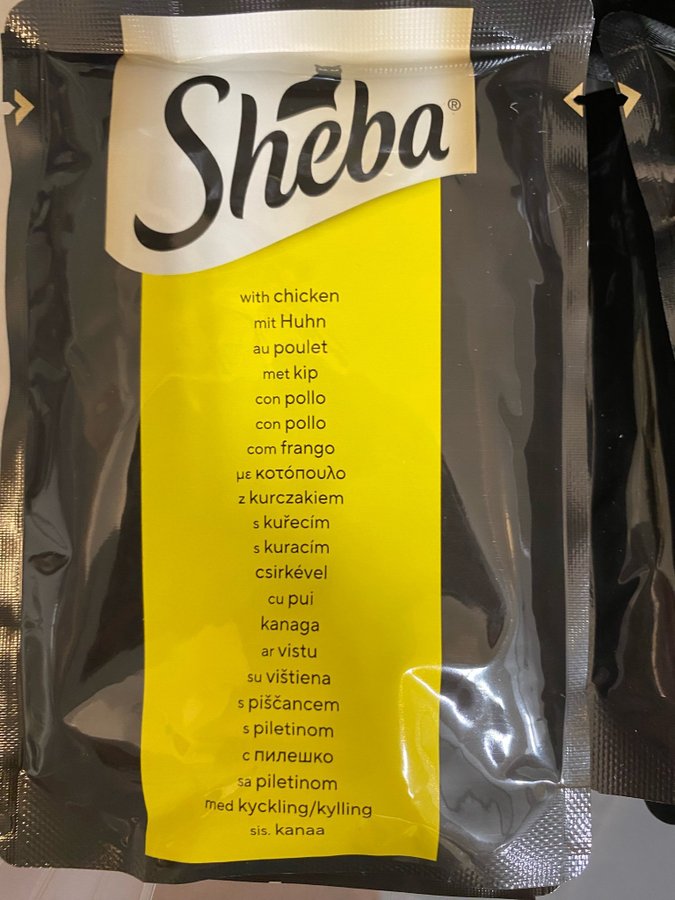 Sheba®
with chicken
mit Huhn
au poulet
met kip
con pollo
con pollo
com frango
με κοτόπουλο
z kurczakiem
s kuřecím
s kuracím
csirkével
cu pui
kanaga
ar vistu
su vištiena
s piščancem
s piletinom
с пилешко
sa piletinom
med kyckling/kylling
sis. kanaa